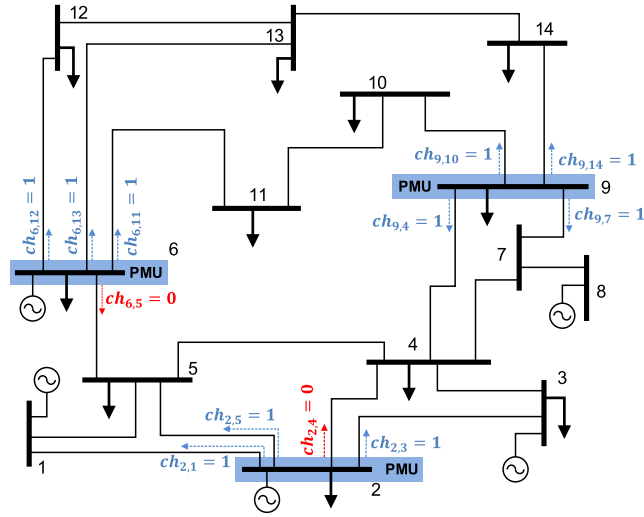 12
13
14
10
ch9,10 = 1
ch9,14 = 1
PMU
9
ch6,12 = 1
ch6,13 = 1
ch6,11 = 1
11
ch9,4 = 1
ch9,7 = 1
6
7
PMU
8
ch6,5 = 0
4
5
3
ch2,5 = 1
ch2,4 = 0
ch2,3 = 1
ch2,1 = 1
1
PMU
2